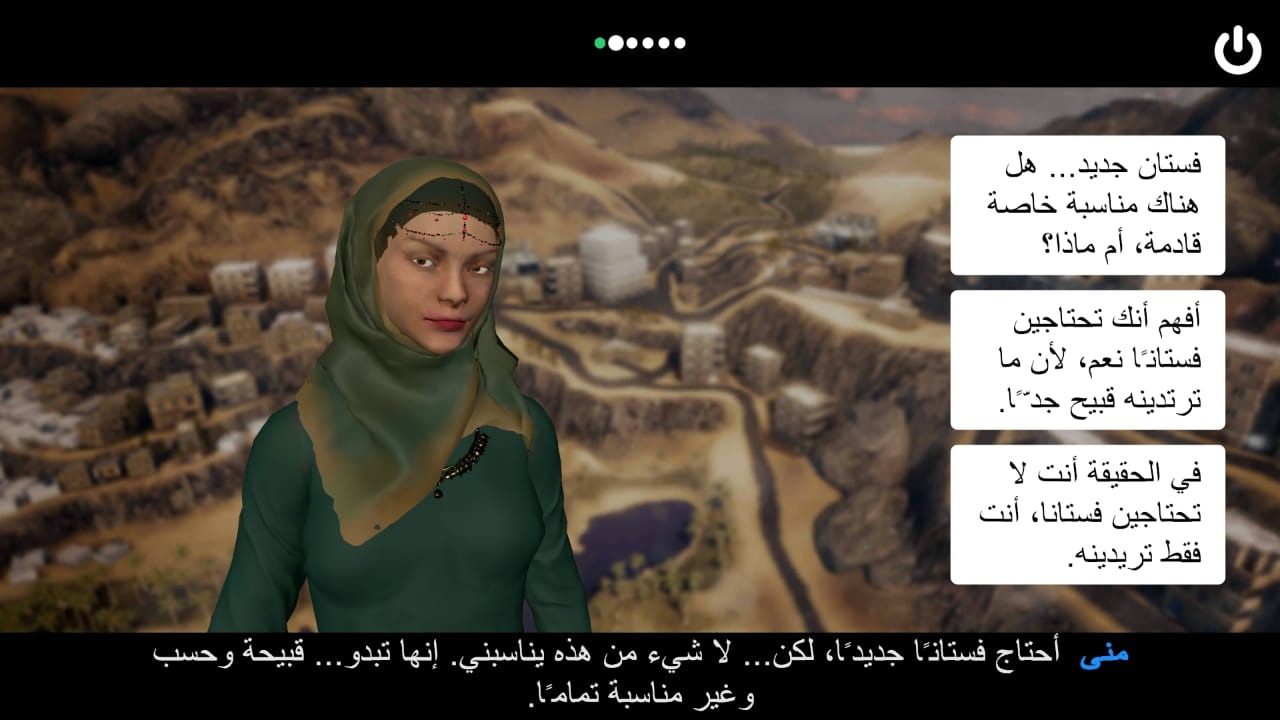 فستان جديد... هل
هناك مناسبة خاصة
قادمة، أم ماذا؟
أفهم أنك تحتاجين
فستانًا نعم، لأن ما
ترتدينه قبيح جدًّا.
في الحقيقة أنت لا
تحتاجين فستانا، أنت
فقط تريدينه.
منى أحتاج فستانًا جديدًا، لكن... لا شيء من هذه يناسبني. إنها تبدو... قبيحة وحسب
وغير مناسبة تمامًا.